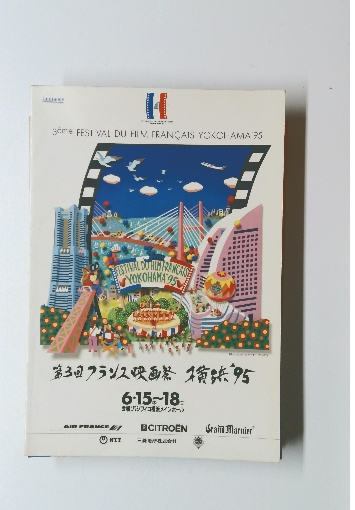 3ème FESTIVAL DU FILM FRANÇAIS YOKOHAMA'95
FESTIVAL DU FILM FRANÇAIS
YOKOHAMA'95
第3回フランス映画祭 横浜'95
6·15 18
AIR FRANCE
CITROËN
Grand Marnier
NTT